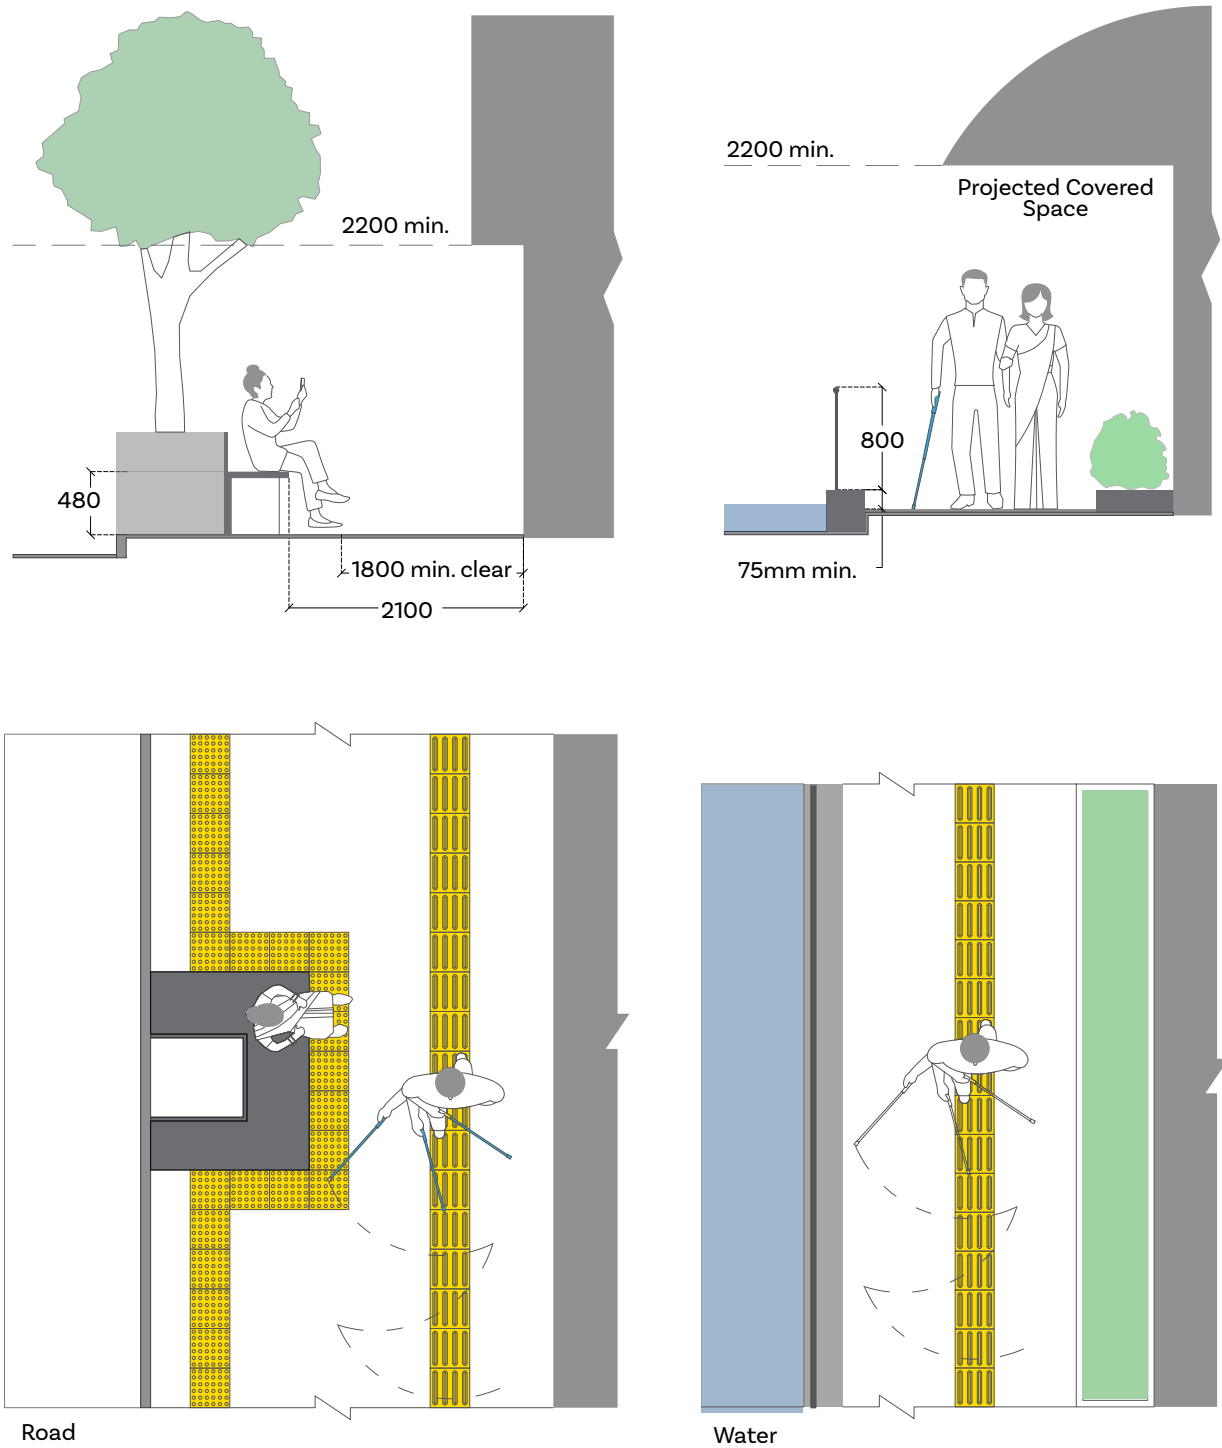 2200 min.
480
1800 min. clear
2100
2200 min.
Projected Covered
Space
800
75mm min.
Road
Water